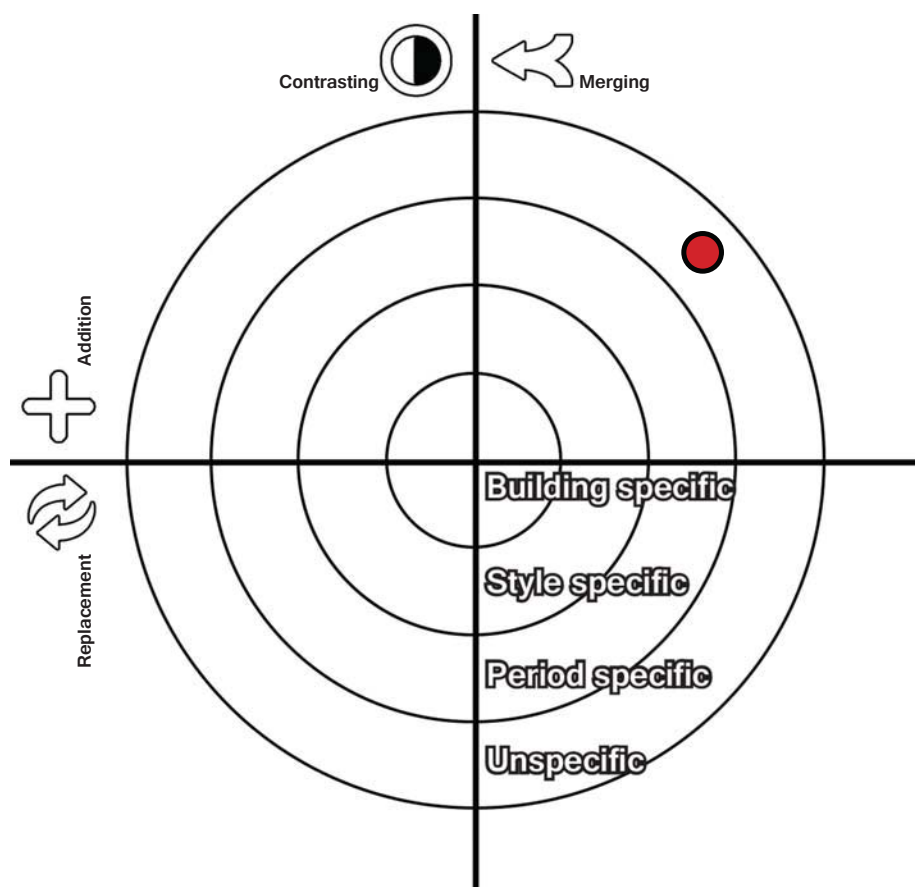 Contrasting
Merging
Addition
Replacement
Building specific
Style specific
Period specific
Unspecific